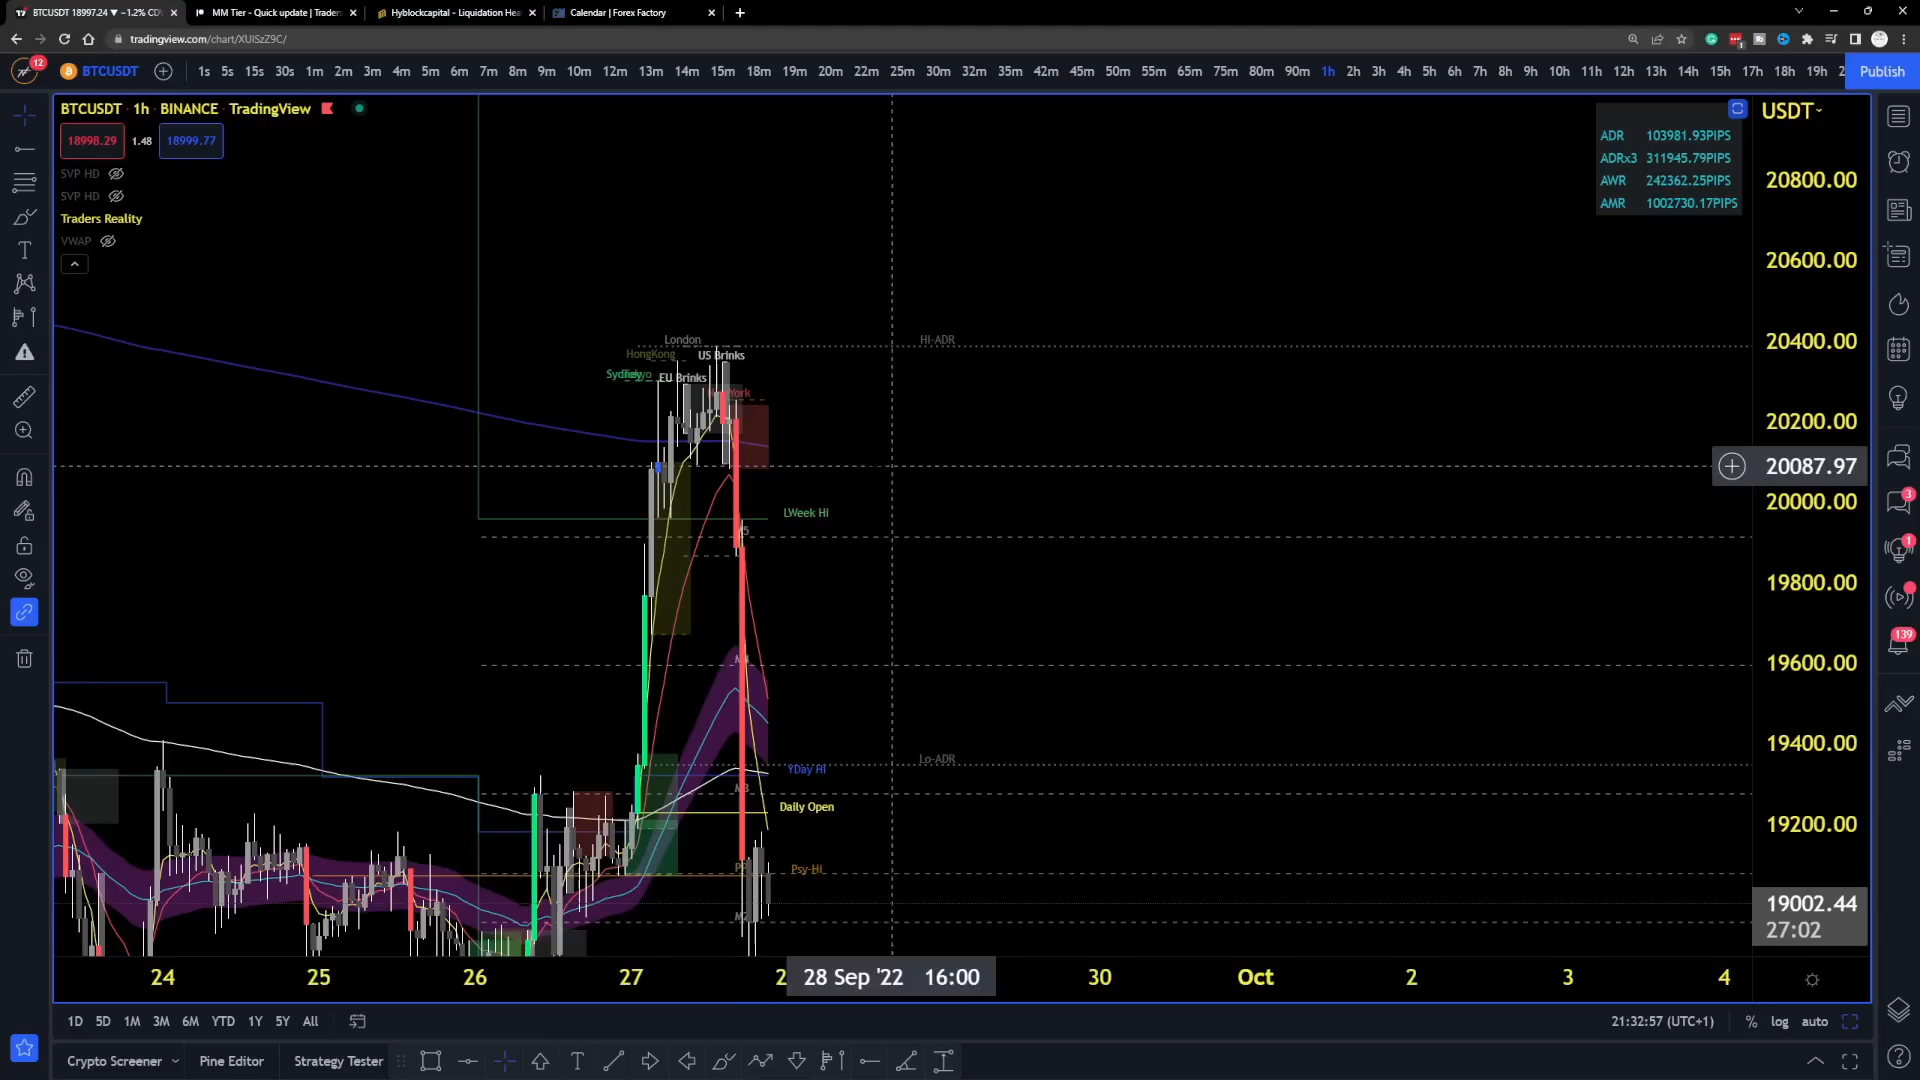 BTCUSDT 18997.24 ▼ −1.2%
MM Tier - Quick update | Traders
Hyblockcapital - Liquidation Hea
Calendar | Forex Factory
tradingview.com/chart/XUISzZ9C/
12
BTCUSDT
1s 5s 15s 30s 1m 2m 3m 4m 5m 6m 7m 8m 9m 10m 12m 13m 14m 15m 18m 19m 20m 22m 25m 30m 32m 35m 42m 45m 50m 55m 65m 75m 80m 90m 1h 2h 3h 4h 5h 6h 7h 8h 9h 10h 11h 12h 13h 14h 15h 17h 18h 19h 2
Publish
BTCUSDT · 1h · BINANCE · TradingView
18998.29 1.48 18999.77
SVP HD
SVP HD
Traders Reality
VWAP
USDT
ADR 103981.93PIPS
ADRx3 311945.79PIPS
AWR 242362.25PIPS
AMR 1002730.17PIPS
20800.00
20600.00
20400.00
20200.00
20087.97
20000.00
19800.00
19600.00
19400.00
19200.00
19002.44
27:02
London
HongKong
US Brinks
Sydney
EU Brinks
Hi-ADR
LWeek Hi
Lo-ADR
YDay Hi
Daily Open
Psy-Hi
3
1
139
24 25 26 27 2 28 Sep '22 16:00 30 Oct 2 3 4
1D 5D 1M 3M 6M YTD 1Y 5Y All
21:32:57 (UTC+1) % log auto
Crypto Screener Pine Editor Strategy Tester